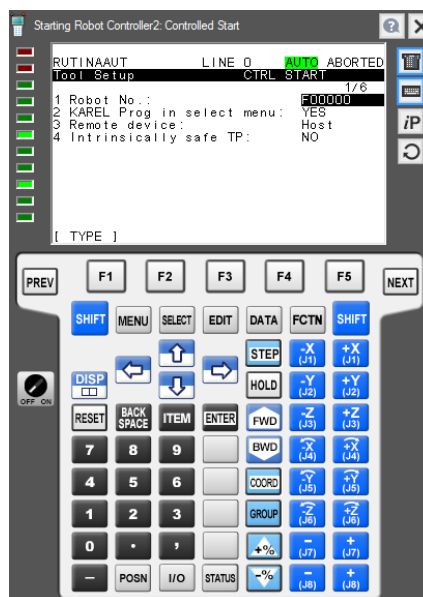 Starting Robot Controller2: Controlled Start
RUTINAAUT LINE 0 AUTO ABORTED
Tool Setup CTRL START
1/6
1 Robot No.: F00000
2 KAREL Prog in select menu: YES
3 Remote device: Host
4 Intrinsically safe TP: NO
[ TYPE ]
iP
PREV F1 F2 F3 F4 F5 NEXT
SHIFT MENU SELECT EDIT DATA FCTN SHIFT
STEP -X (J1) +X (J1)
DISP HOLD -Y (J2) +Y (J2)
OFF ON
RESET BACK SPACE ITEM ENTER FWD -Z (J3) +Z (J3)
7 8 9 BWD -X (J4) +X (J4)
4 5 6 COORD -Y (J5) +Y (J5)
1 2 3 GROUP -Z (J6) +Z (J6)
0 . , +% - (J7) + (J7)
- POSN I/O STATUS -% - (J8) + (J8)